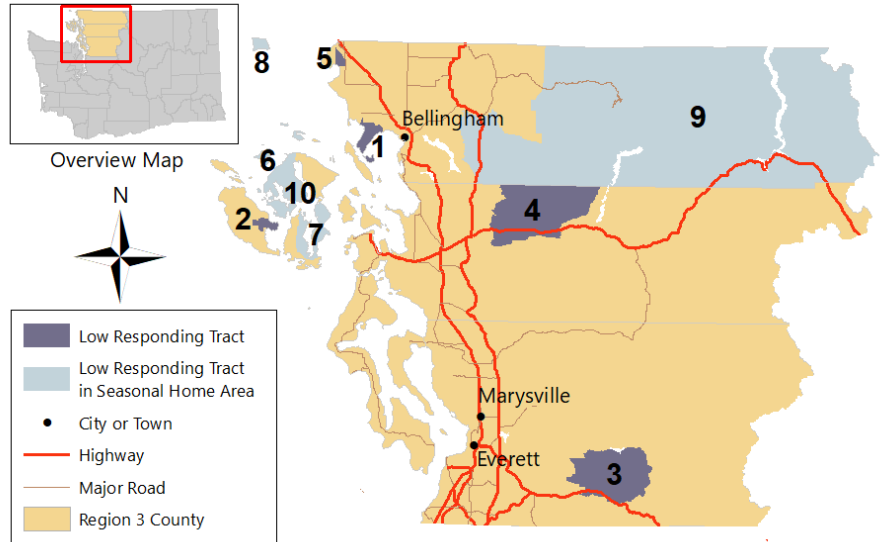 Overview Map
N
8
5
9
Bellingham
1
6
10
2
4
7
Low Responding Tract
Low Responding Tract
in Seasonal Home Area
City or Town
Highway
Major Road
Region 3 County
Marysville
Everett
3